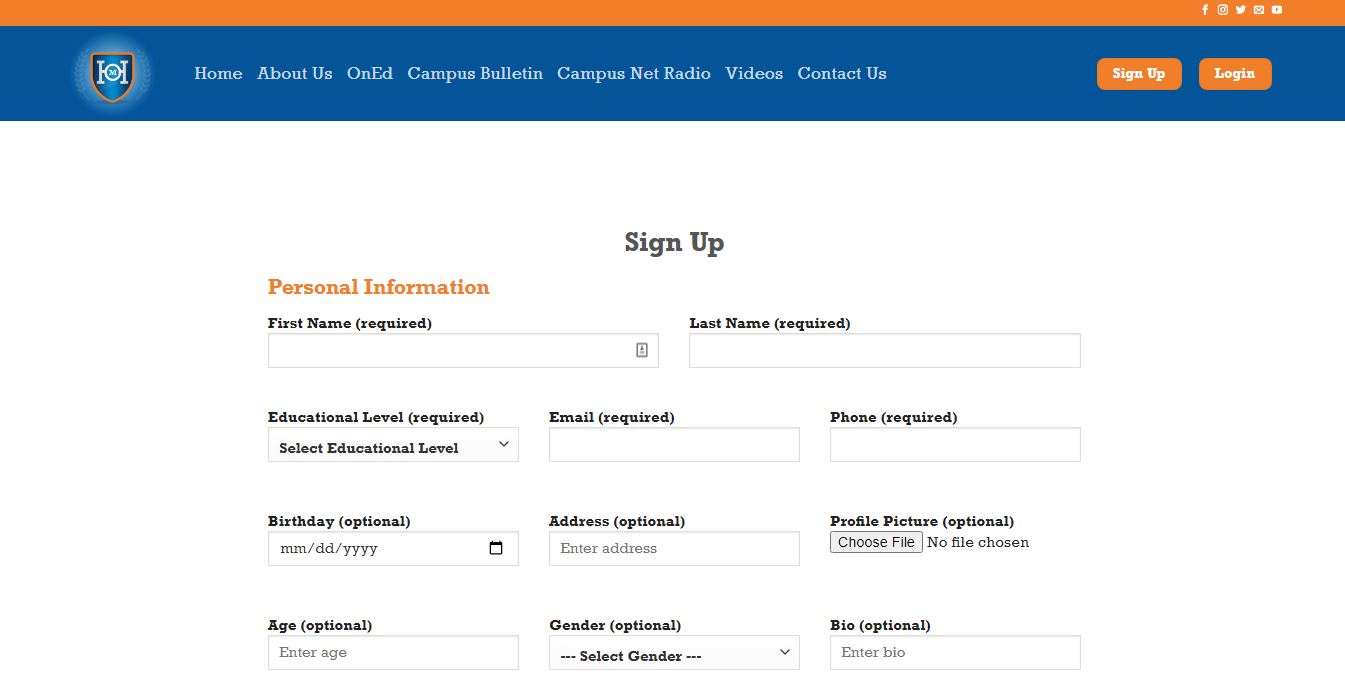 Home About Us OnEd Campus Bulletin Campus Net Radio Videos Contact Us Sign Up Login
Sign Up
Personal Information
First Name (required) Last Name (required)
Educational Level (required) Email (required) Phone (required)
Select Educational Level
Birthday (optional) Address (optional) Profile Picture (optional)
mm/dd/yyyy Enter address Choose File No file chosen
Age (optional) Gender (optional) Bio (optional)
Enter age --- Select Gender --- Enter bio